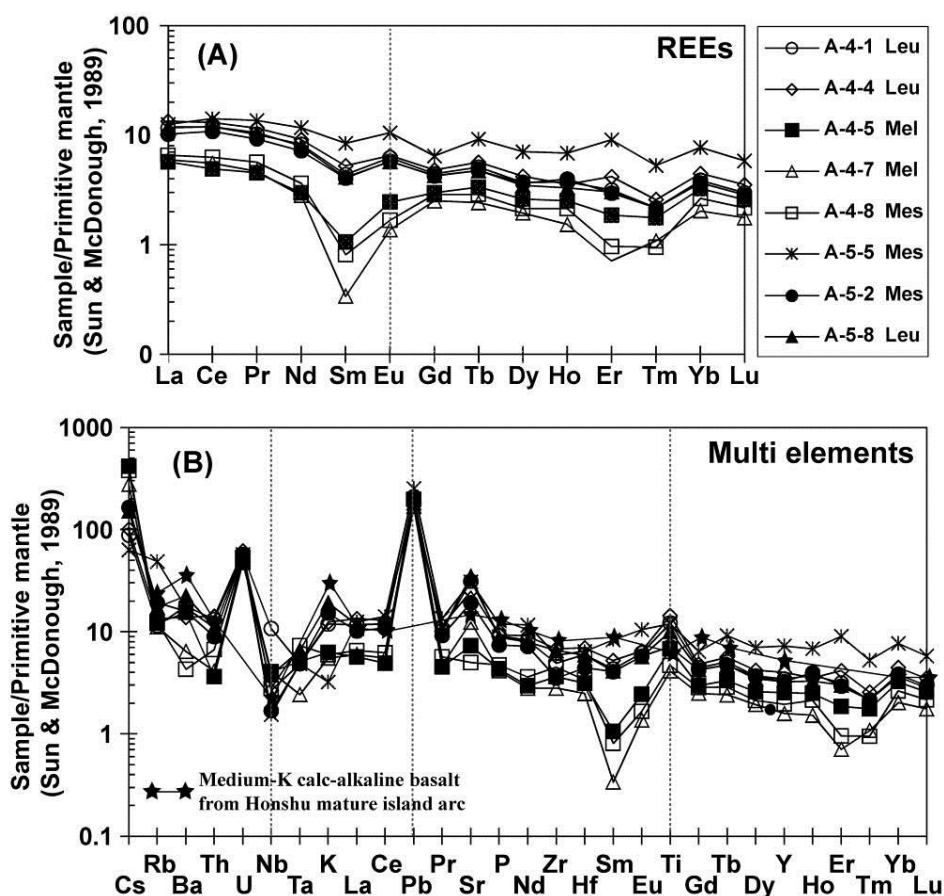 100
10
1
0
Sample/Primitive mantle
(Sun & McDonough, 1989)
(A)
REEs
La Ce Pr Nd Sm Eu Gd Tb Dy Ho Er Tm Yb Lu
A-4-1 Leu
A-4-4 Leu
A-4-5 Mel
A-4-7 Mel
A-4-8 Mes
A-5-5 Mes
A-5-2 Mes
A-5-8 Leu
1000
100
10
1
0.1
Sample/Primitive mantle
(Sun & McDonough, 1989)
(B)
Multi elements
Medium-K calc-alkaline basalt
from Honshu mature island arc
Rb Th Nb K Ce Pr P Zr Sm Ti Tb Y Er Yb
Cs Ba U Ta La Pb Sr Nd Hf Eu Gd Dy Ho Tm Lu